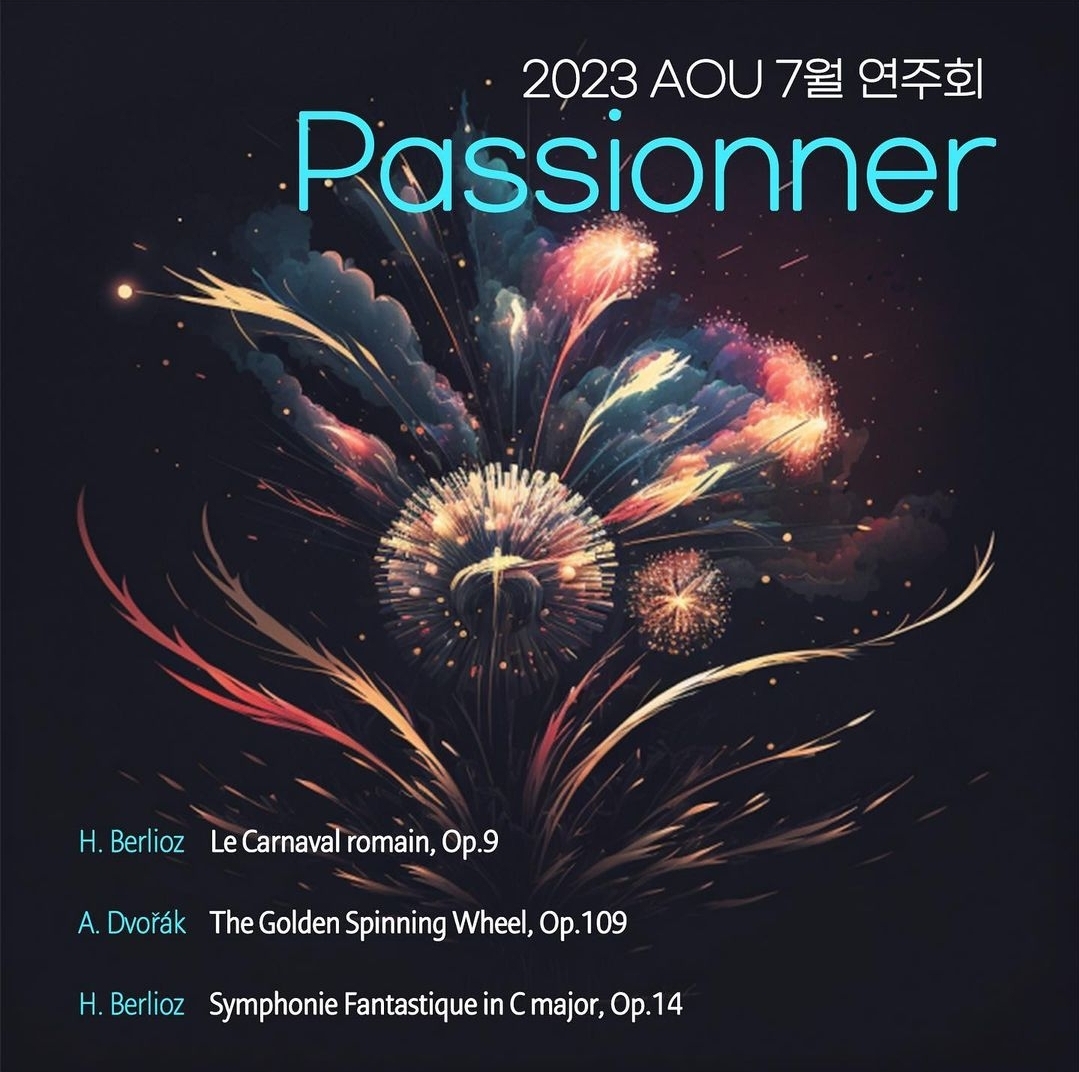 2023 AOU 7월 연주회
Passionner
H. Berlioz Le Carnaval romain, Op.9
A. Dvořák The Golden Spinning Wheel, Op.109
H. Berlioz Symphonie Fantastique in C major, Op.14